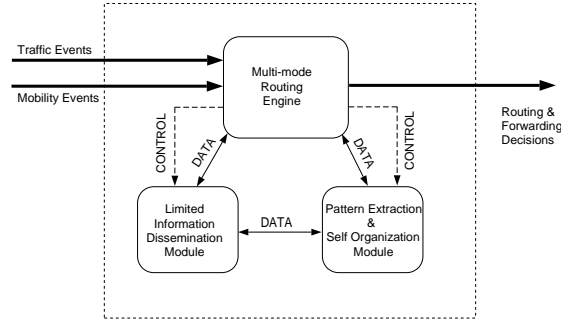 Traffic Events
Mobility Events
Multi-mode
Routing
Engine
Routing &
Forwarding
Decisions
CONTROL
DATA
DATA
CONTROL
Limited
Information
Dissemination
Module
DATA
Pattern Extraction
&
Self Organization
Module